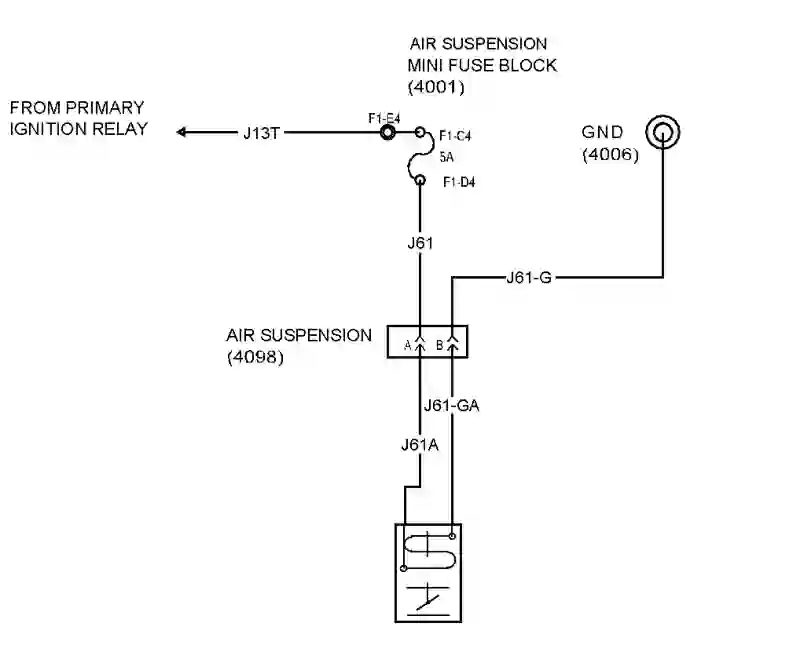 AIR SUSPENSION
MINI FUSE BLOCK
(4001)
FROM PRIMARY
IGNITION RELAY
J13T
F1-E4
F1-C4
5A
F1-D4
GND
(4006)
J61
J61-G
AIR SUSPENSION
(4098)
A
B
J61-GA
J61A